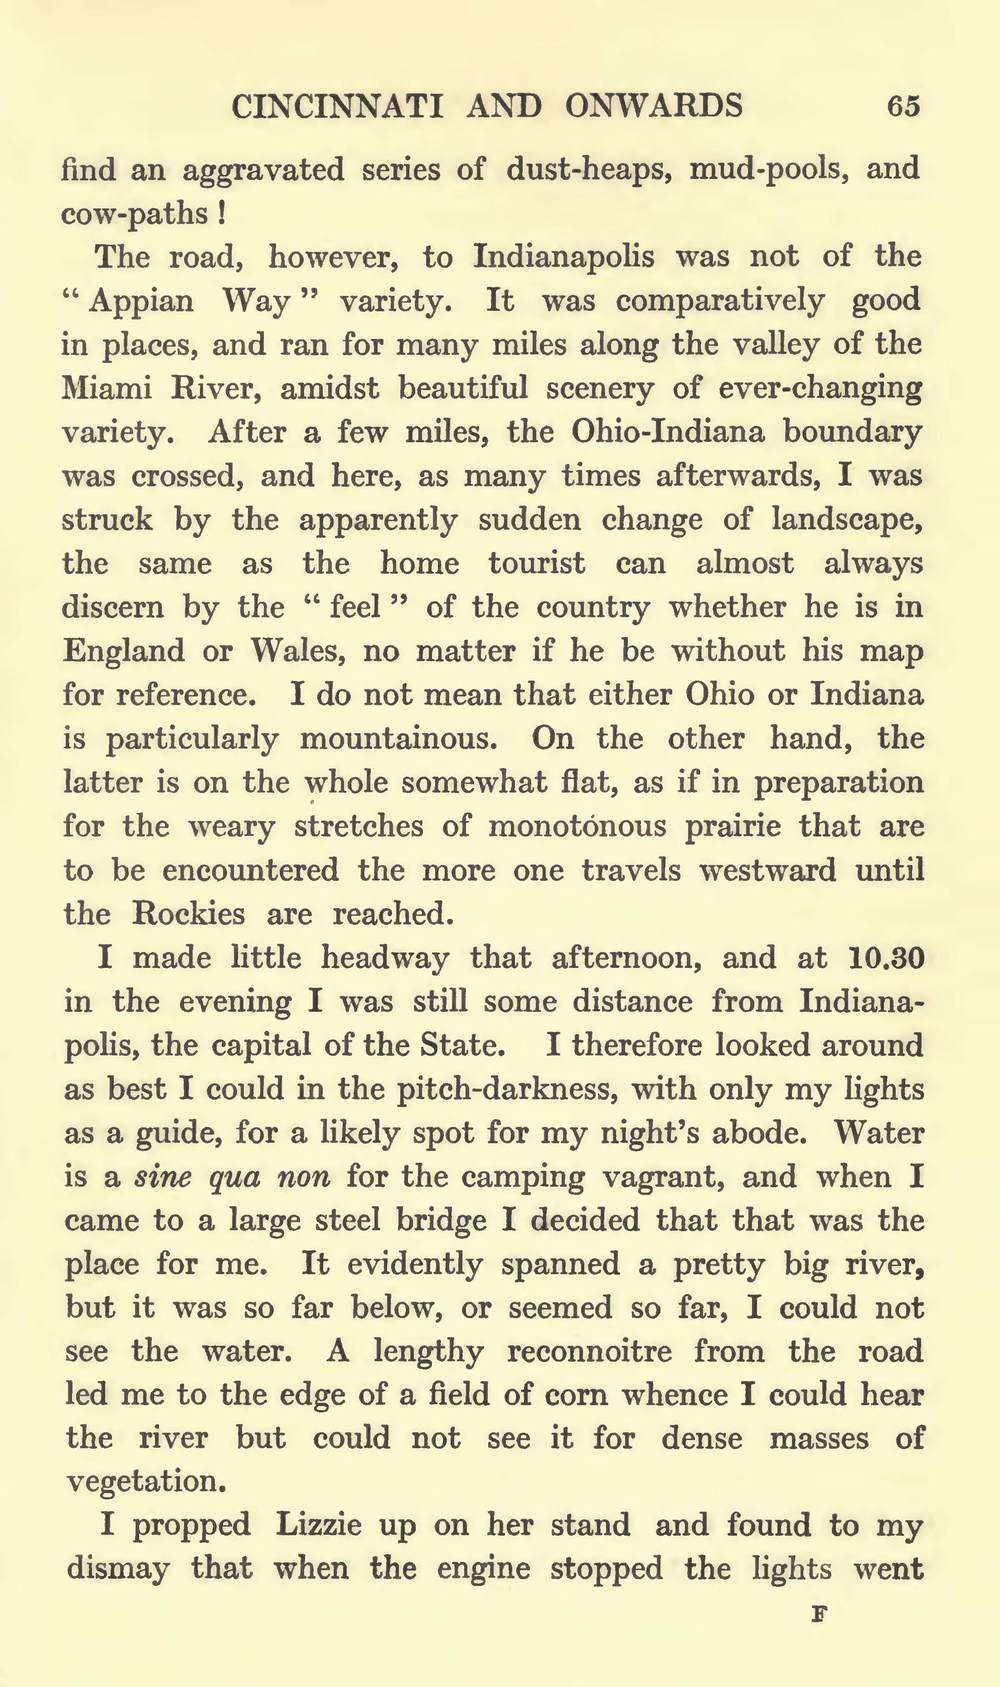 CINCINNATI AND ONWARDS 65
find an aggravated series of dust-heaps, mud-pools, and
cow-paths !
The road, however, to Indianapolis was not of the
“ Appian Way ” variety. It was comparatively good
in places, and ran for many miles along the valley of the
Miami River, amidst beautiful scenery of ever-changing
variety. After a few miles, the Ohio-Indiana boundary
was crossed, and here, as many times afterwards, I was
struck by the apparently sudden change of landscape,
the same as the home tourist can almost always
discern by the “ feel ” of the country whether he is in
England or Wales, no matter if he be without his map
for reference. I do not mean that either Ohio or Indiana
is particularly mountainous. On the other hand, the
latter is on the whole somewhat flat, as if in preparation
for the weary stretches of monotónous prairie that are
to be encountered the more one travels westward until
the Rockies are reached.
I made little headway that afternoon, and at 10.30
in the evening I was still some distance from Indiana-
polis, the capital of the State. I therefore looked around
as best I could in the pitch-darkness, with only my lights
as a guide, for a likely spot for my night’s abode. Water
is a sine qua non for the camping vagrant, and when I
came to a large steel bridge I decided that that was the
place for me. It evidently spanned a pretty big river,
but it was so far below, or seemed so far, I could not
see the water. A lengthy reconnoitre from the road
led me to the edge of a field of corn whence I could hear
the river but could not see it for dense masses of
vegetation.
I propped Lizzie up on her stand and found to my
dismay that when the engine stopped the lights went
F